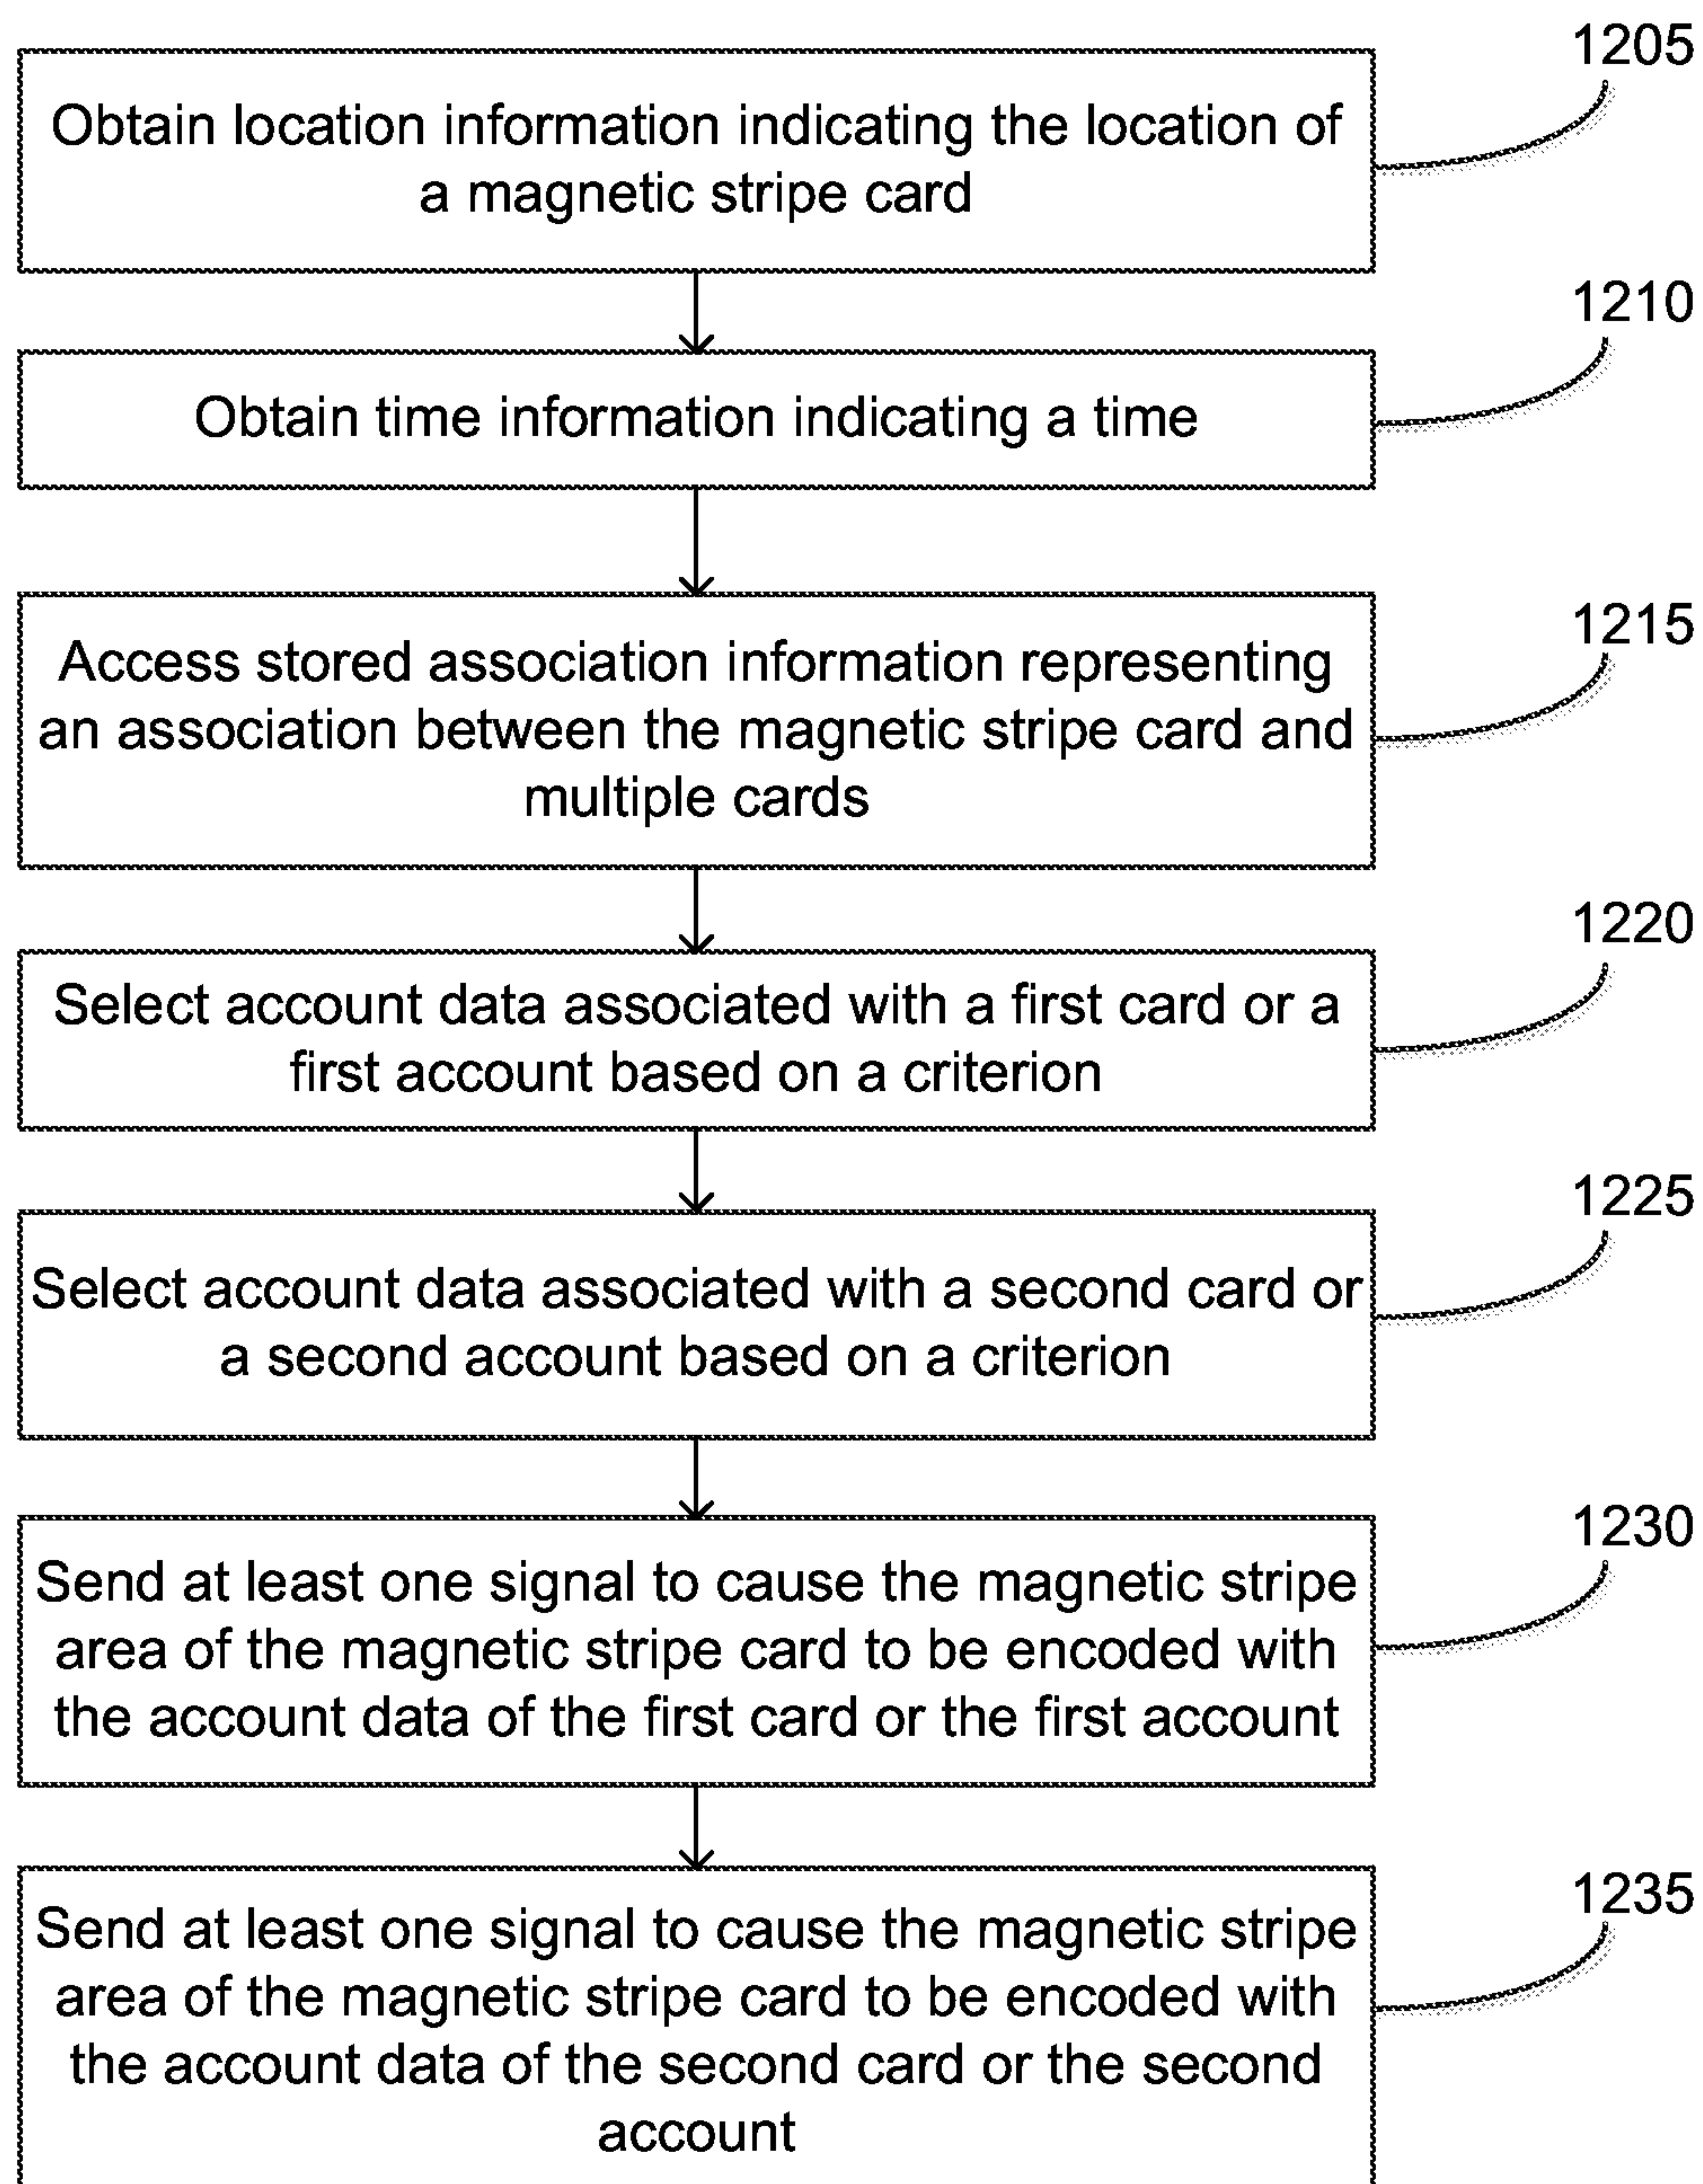 1205
Obtain location information indicating the location of
a magnetic stripe card
1210
Obtain time information indicating a time
1215
Access stored association information representing
an association between the magnetic stripe card and
multiple cards
1220
Select account data associated with a first card or a
first account based on a criterion
1225
Select account data associated with a second card or
a second account based on a criterion
1230
Send at least one signal to cause the magnetic stripe
area of the magnetic stripe card to be encoded with
the account data of the first card or the first account
1235
Send at least one signal to cause the magnetic stripe
area of the magnetic stripe card to be encoded with
the account data of the second card or the second
account